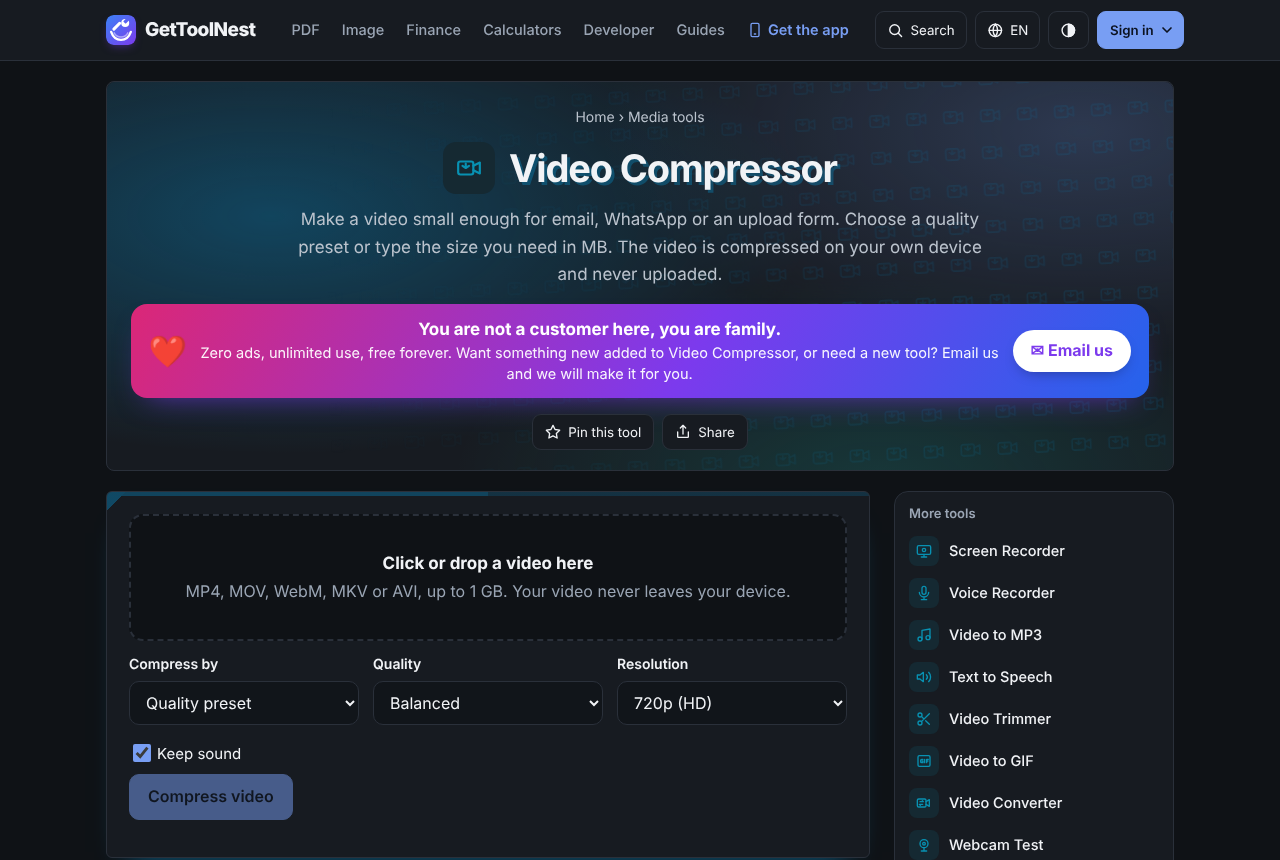 GetToolNest
PDF
Image
Finance
Calculators
Developer
Guides
Get the app
Search
EN
Sign in
Home › Media tools
Video Compressor
Make a video small enough for email, WhatsApp or an upload form. Choose a quality
preset or type the size you need in MB. The video is compressed on your own device
and never uploaded.
You are not a customer here, you are family.
Zero ads, unlimited use, free forever. Want something new added to Video Compressor, or need a new tool? Email us
and we will make it for you.
✉ Email us
Pin this tool
Share
Click or drop a video here
MP4, MOV, WebM, MKV or AVI, up to 1 GB. Your video never leaves your device.
Compress by
Quality
Resolution
Quality preset
Balanced
720p (HD)
Keep sound
Compress video
More tools
Screen Recorder
Voice Recorder
Video to MP3
Text to Speech
Video Trimmer
Video to GIF
Video Converter
Webcam Test